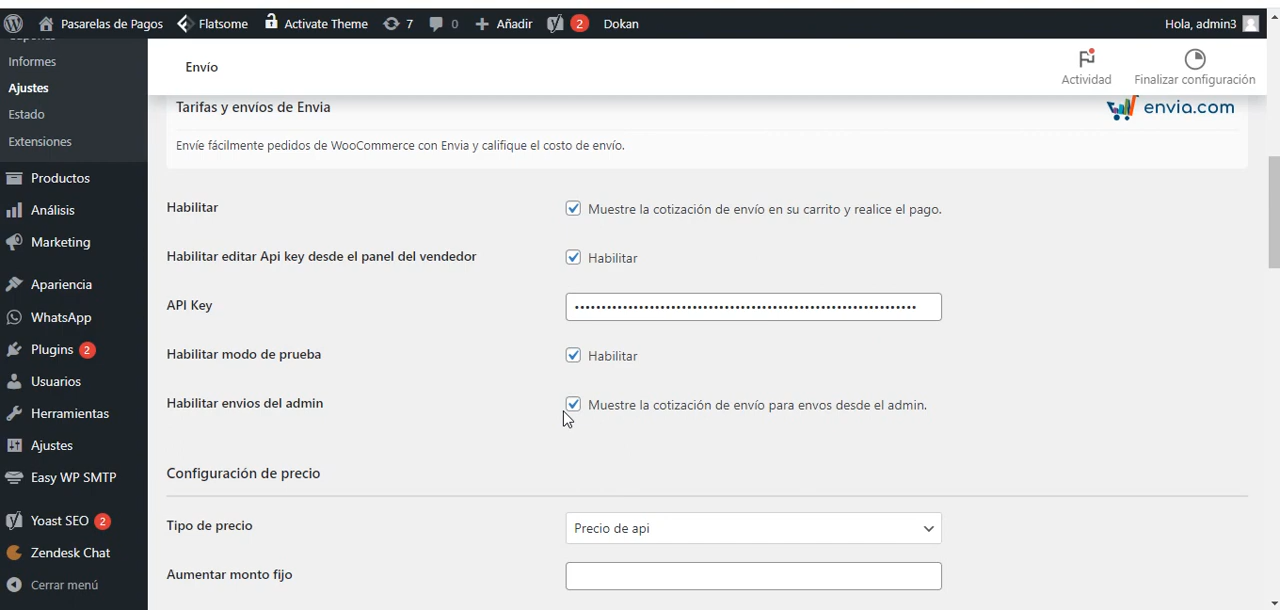 Pasarelas de Pagos
Flatsome
Activate Theme
7
0
Añadir
2
Dokan
Hola, admin3
Informes
Ajustes
Estado
Extensiones
Productos
Análisis
Marketing
Apariencia
WhatsApp
Plugins 2
Usuarios
Herramientas
Ajustes
Easy WP SMTP
Yoast SEO 2
Zendesk Chat
Cerrar menú
Envío
Actividad
Finalizar configuración
Tarifas y envíos de Envia
envia.com
Envíe fácilmente pedidos de WooCommerce con Envia y califique el costo de envío.
Habilitar
Muestre la cotización de envío en su carrito y realice el pago.
Habilitar editar Api key desde el panel del vendedor
Habilitar
API Key
Habilitar modo de prueba
Habilitar
Habilitar envios del admin
Muestre la cotización de envío para envos desde el admin.
Configuración de precio
Tipo de precio
Precio de api
Aumentar monto fijo